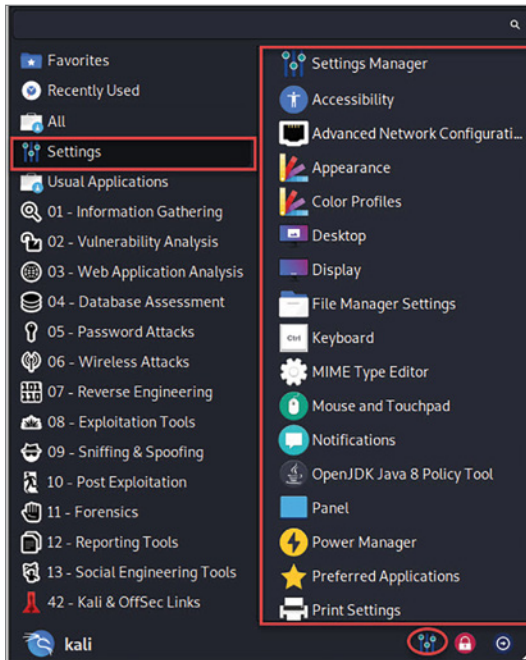 Favorites
Recently Used
All
Settings
Usual Applications
01 - Information Gathering
02 - Vulnerability Analysis
03 - Web Application Analysis
04 - Database Assessment
05 - Password Attacks
06 - Wireless Attacks
07 - Reverse Engineering
08 - Exploitation Tools
09 - Sniffing & Spoofing
10 - Post Exploitation
11 - Forensics
12 - Reporting Tools
13 - Social Engineering Tools
42 - Kali & OffSec Links
kali
Settings Manager
Accessibility
Advanced Network Configurati...
Appearance
Color Profiles
Desktop
Display
File Manager Settings
Ctrl
Keyboard
MIME Type Editor
Mouse and Touchpad
Notifications
OpenJDK Java 8 Policy Tool
Panel
Power Manager
Preferred Applications
Print Settings